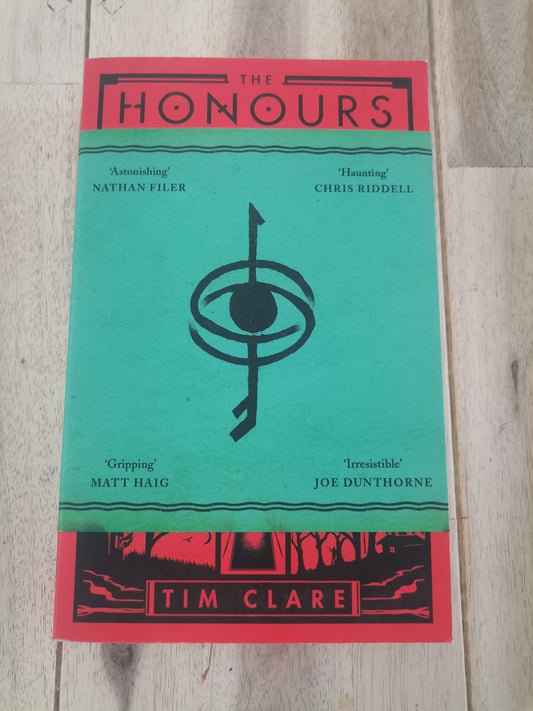 THE
HONOURS
‘Astonishing’
NATHAN FILER
‘Haunting’
CHRIS RIDDELL
‘Gripping’
MATT HAIG
‘Irresistible’
JOE DUNTHORNE
TIM CLARE